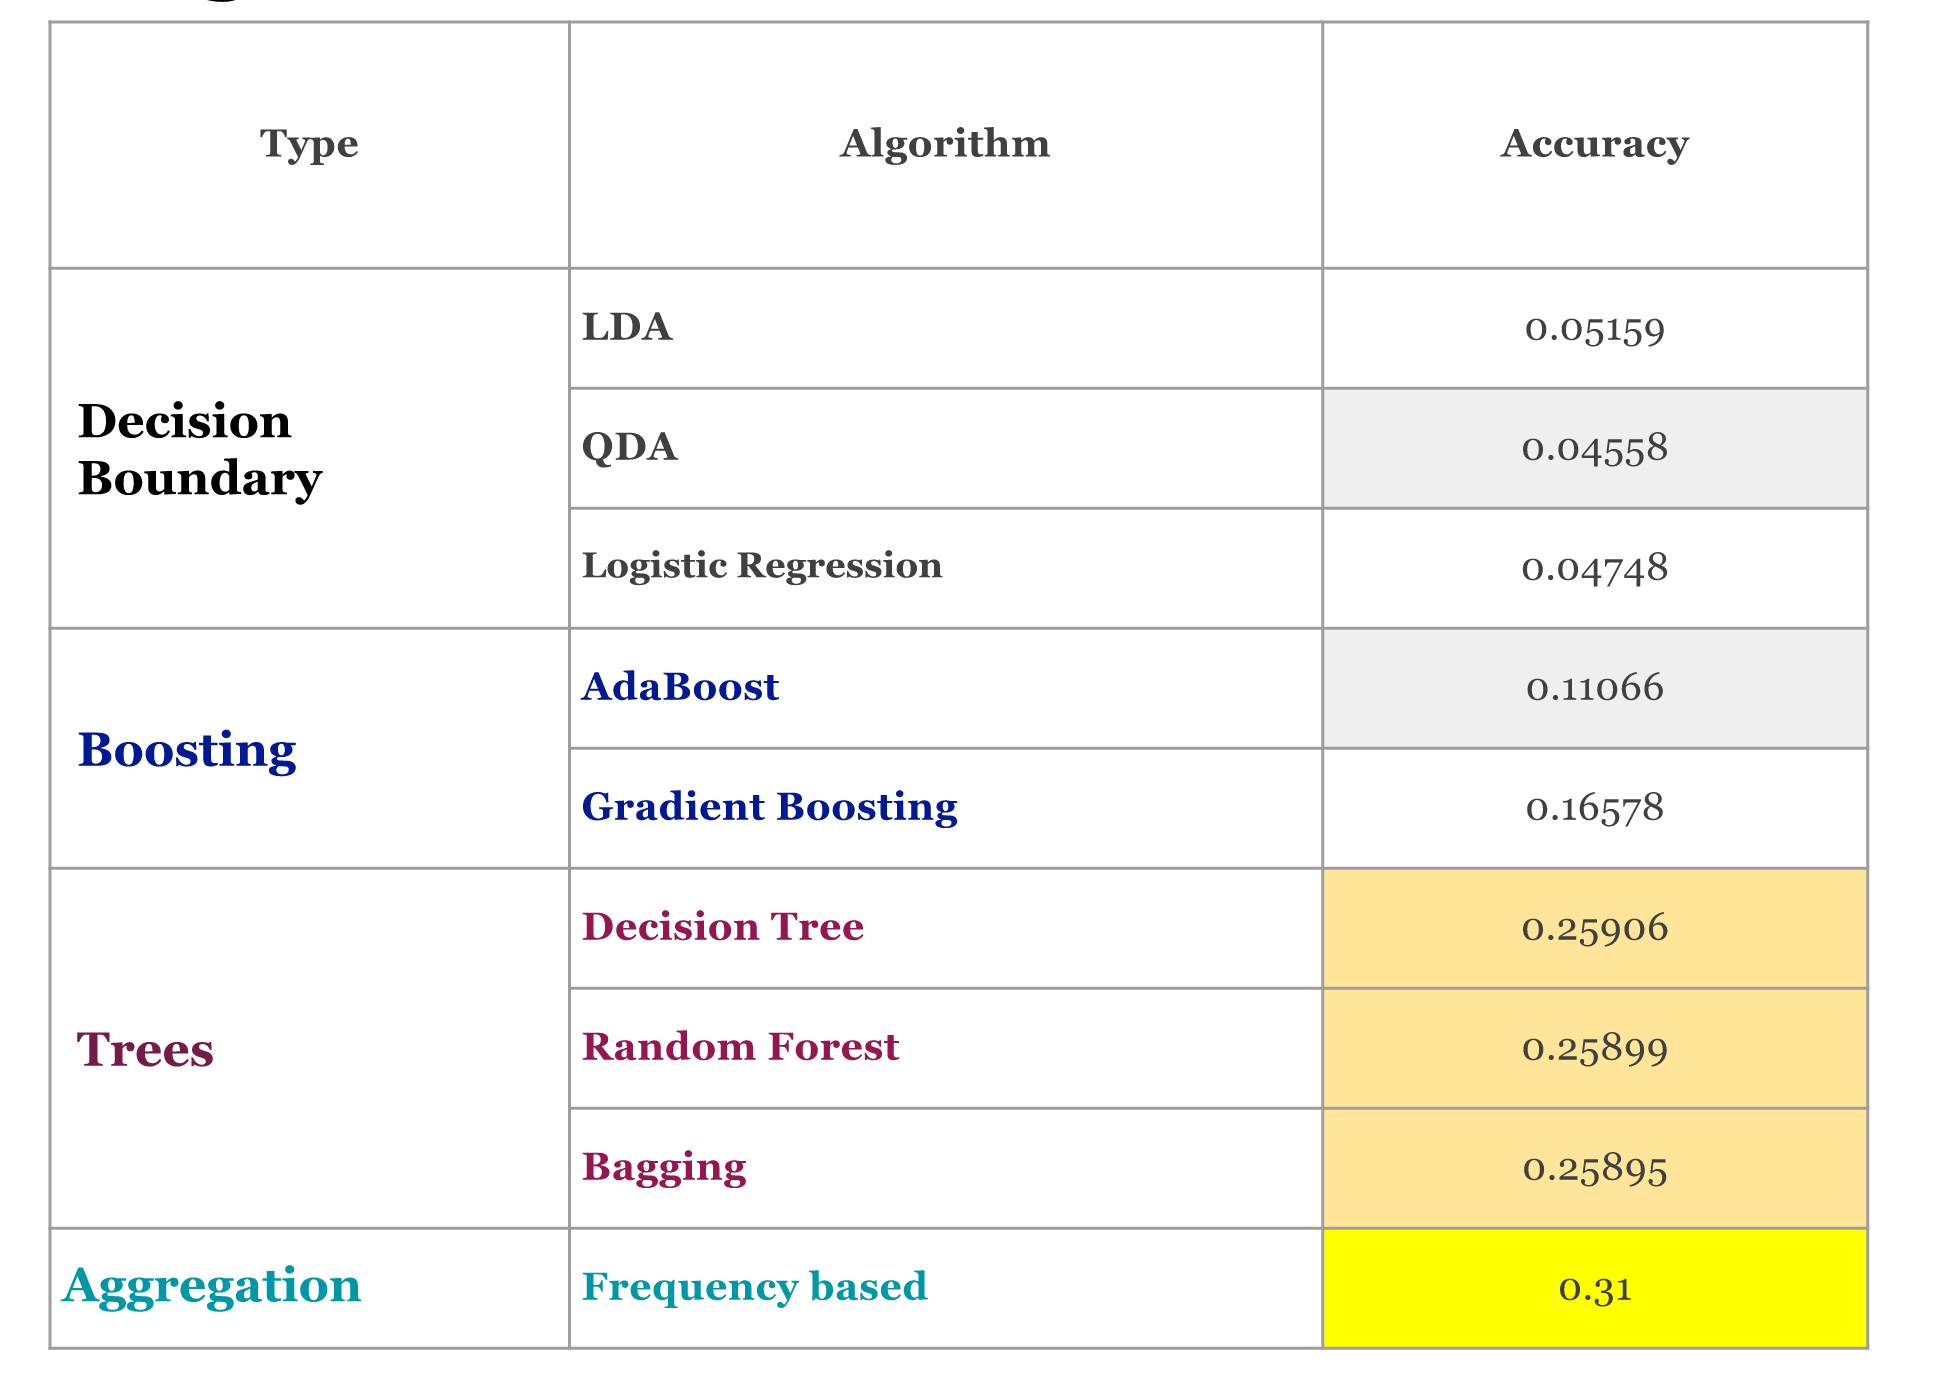 Type Algorithm Accuracy
Decision
Boundary
LDA 0.05159
QDA 0.04558
Logistic Regression 0.04748
Boosting
AdaBoost 0.11066
Gradient Boosting 0.16578
Trees
Decision Tree 0.25906
Random Forest 0.25899
Bagging 0.25895
Aggregation Frequency based 0.31